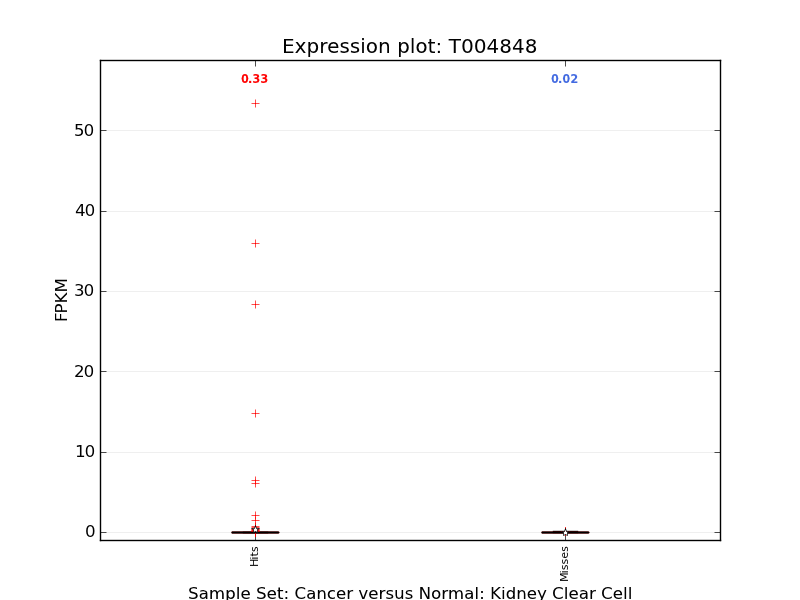 Expression plot: T004848
0.33
0.02
50
40
30
20
10
0
FPKM
Hits
Misses
Sample Set: Cancer versus Normal: Kidney Clear Cell